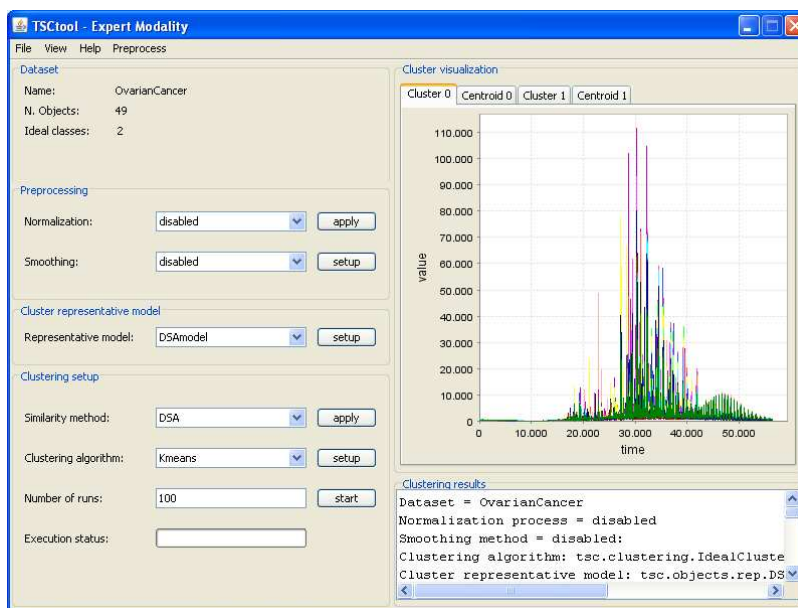 TSCtool - Expert Modality
File View Help Preprocess
Dataset
Name: OvarianCancer
N. Objects: 49
Ideal classes: 2
Preprocessing
Normalization: disabled apply
Smoothing: disabled setup
Cluster representative model
Representative model: DSAmodel setup
Clustering setup
Similarity method: DSA apply
Clustering algorithm: Kmeans setup
Number of runs: 100 start
Execution status:
Cluster visualization
Cluster 0 Centroid 0 Cluster 1 Centroid 1
110.000
100.000
90.000
80.000
70.000
60.000
50.000
40.000
30.000
20.000
10.000
0
value
0 10.000 20.000 30.000 40.000 50.000
time
Clustering results
Dataset = OvarianCancer
Normalization process = disabled
Smoothing method = disabled:
Clustering algorithm: tsc.clustering.IdealCluste
Cluster representative model: tsc.objects.rep.DS